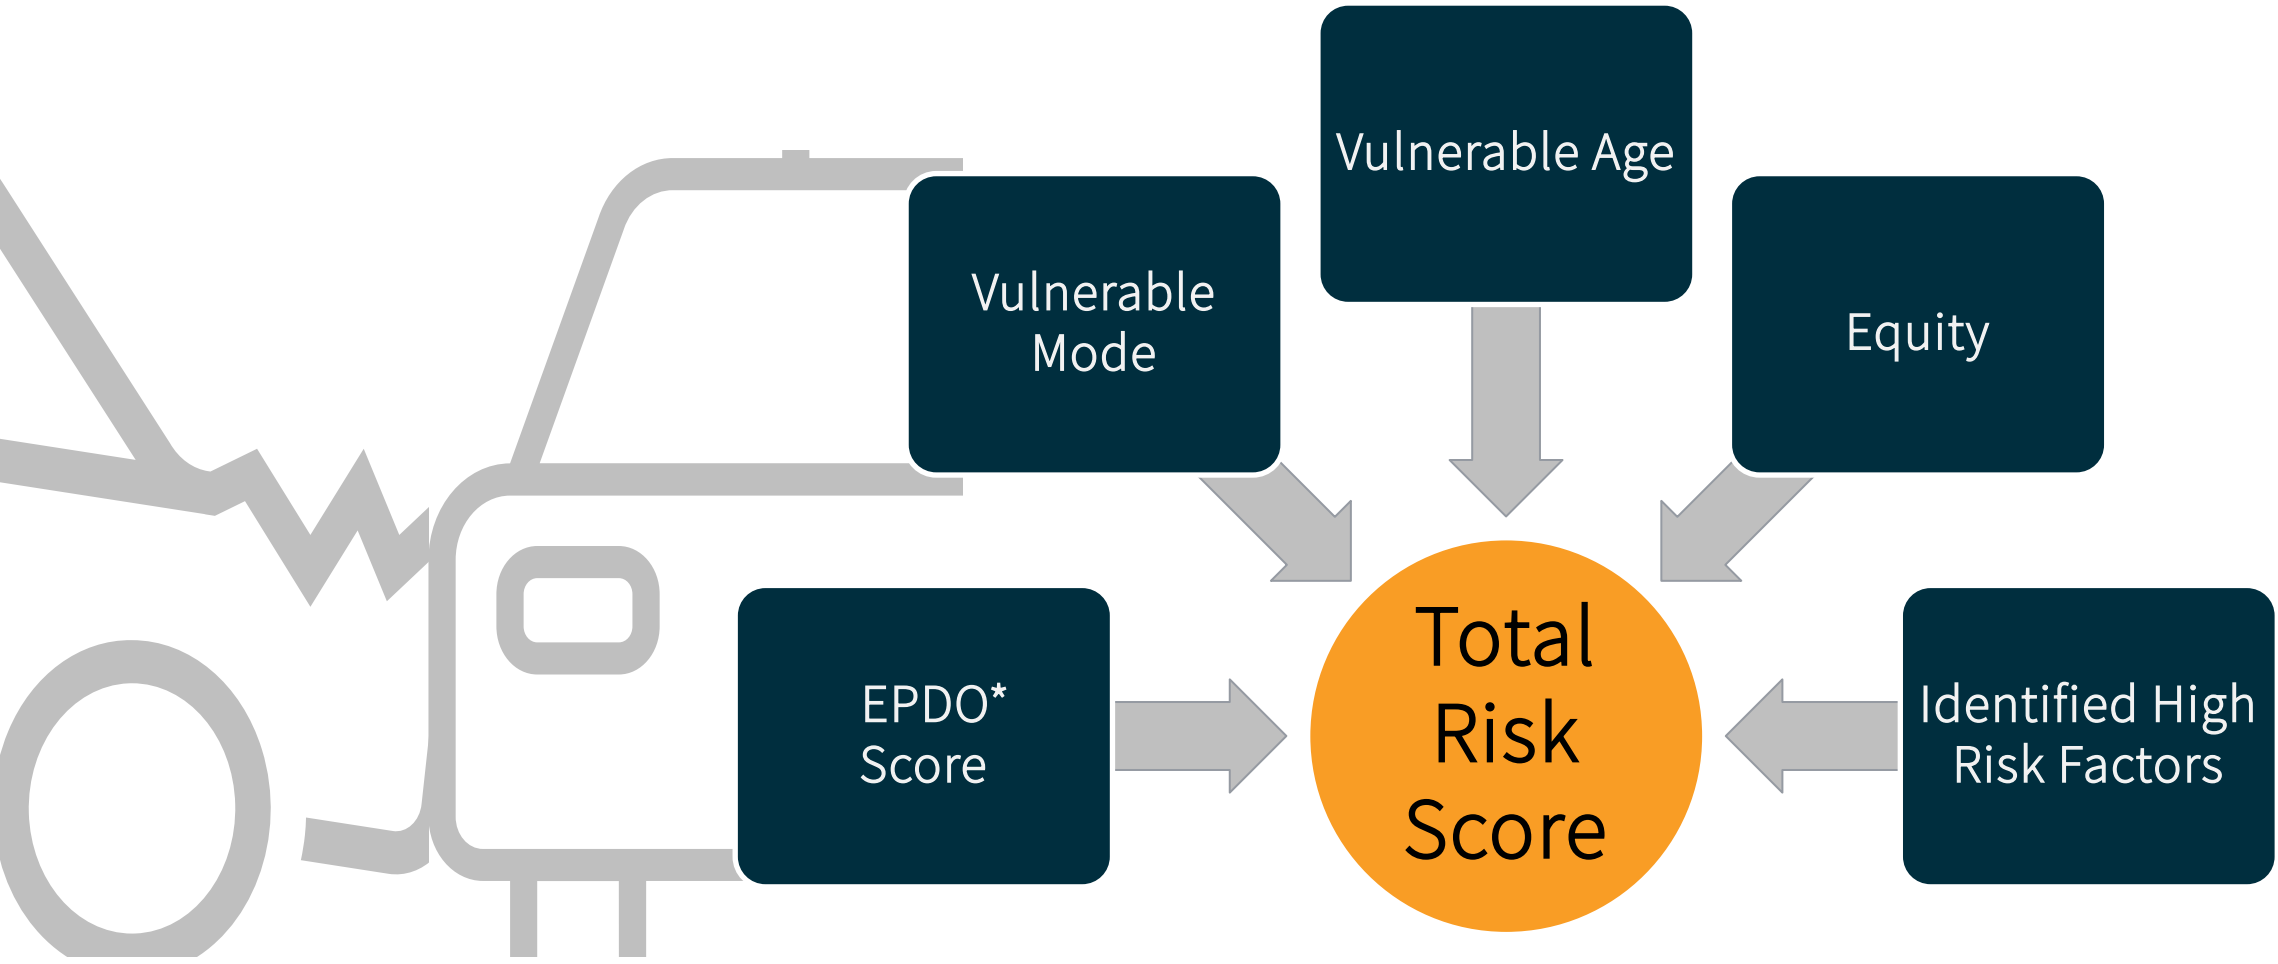 Vulnerable Age
Vulnerable
Mode
Equity
EPDO*
Score
Total
Risk
Score
Identified High
Risk Factors